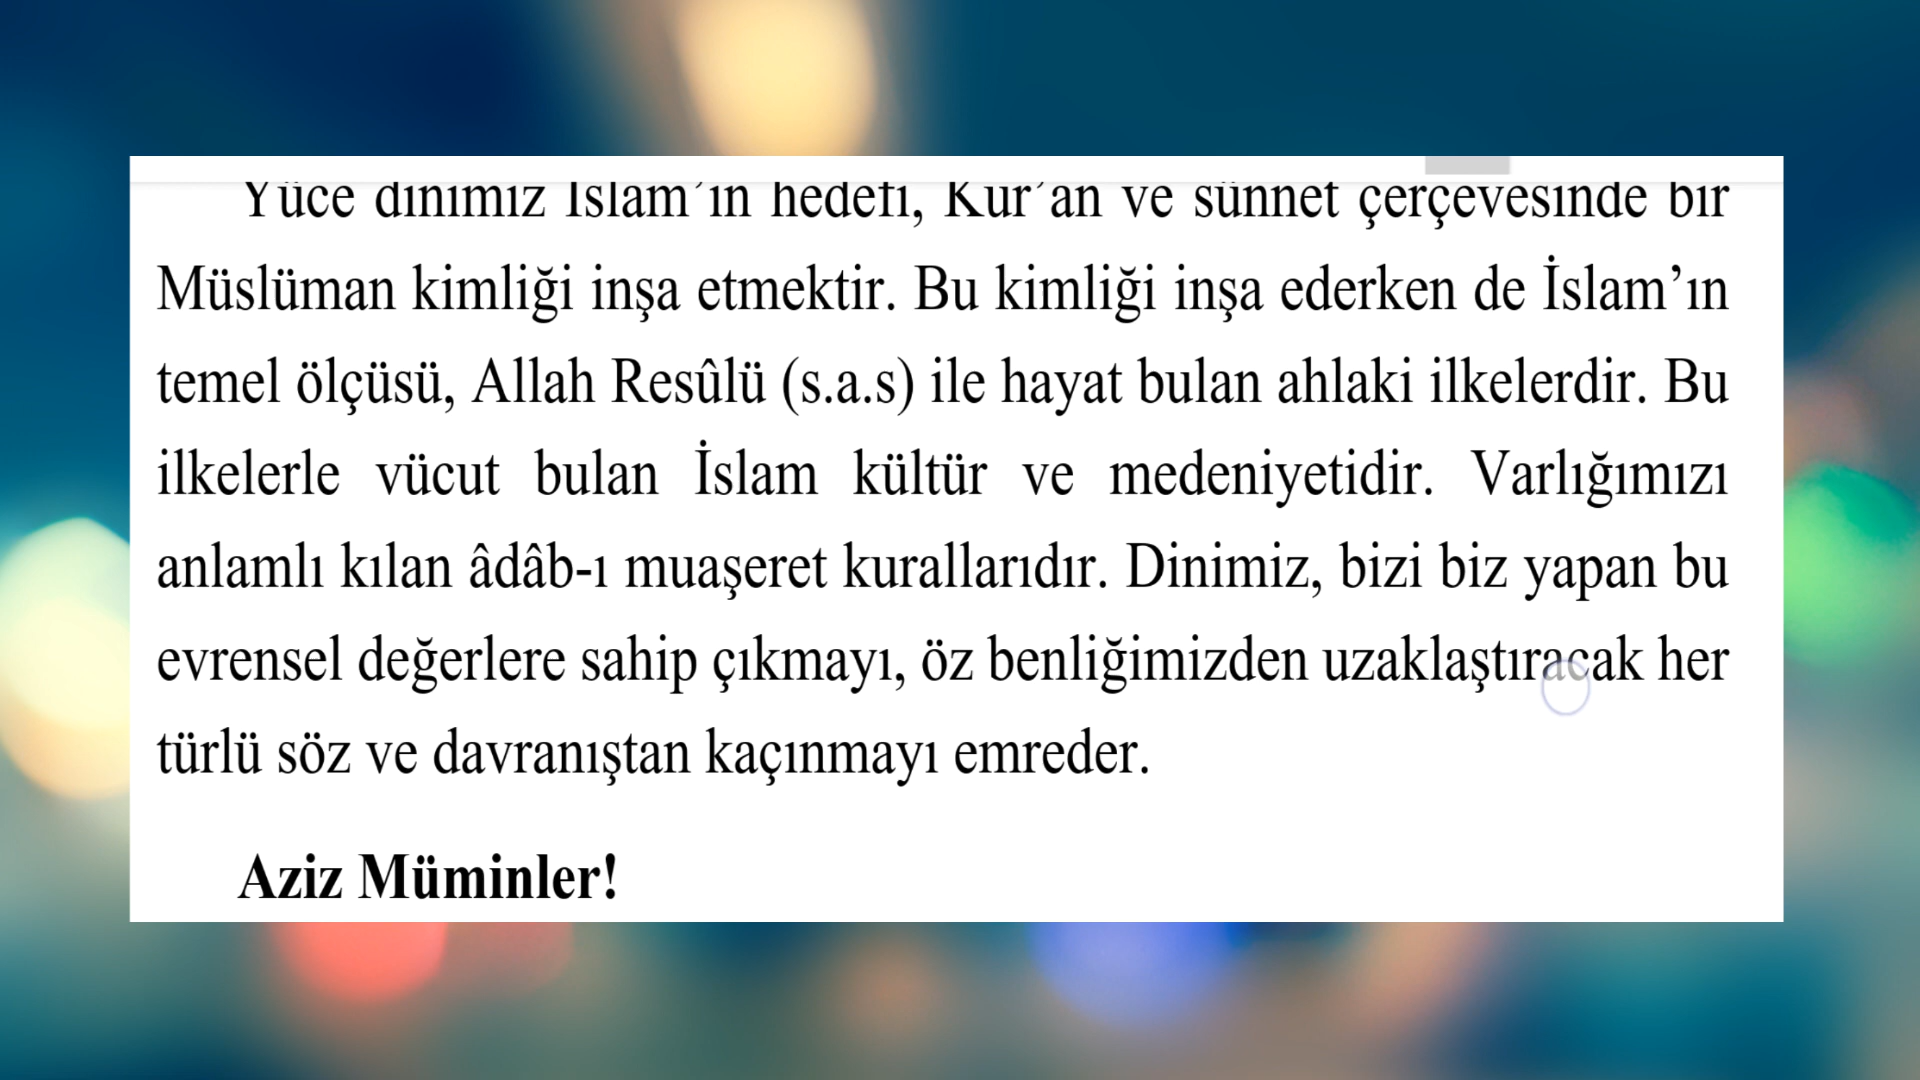 Yüce dinimiz İslam’ın hedefi, Kur’an ve sünnet çerçevesinde bir
Müslüman kimliği inşa etmektir. Bu kimliği inşa ederken de İslam’ın
temel ölçüsü, Allah Resûlü (s.a.s) ile hayat bulan ahlaki ilkelerdir. Bu
ilkelerle vücut bulan İslam kültür ve medeniyetidir. Varlığımızı
anlamlı kılan âdâb-ı muaşeret kurallarıdır. Dinimiz, bizi biz yapan bu
evrensel değerlere sahip çıkmayı, öz benliğimizden uzaklaştıracak her
türlü söz ve davranıştan kaçınmayı emreder.
Aziz Müminler!